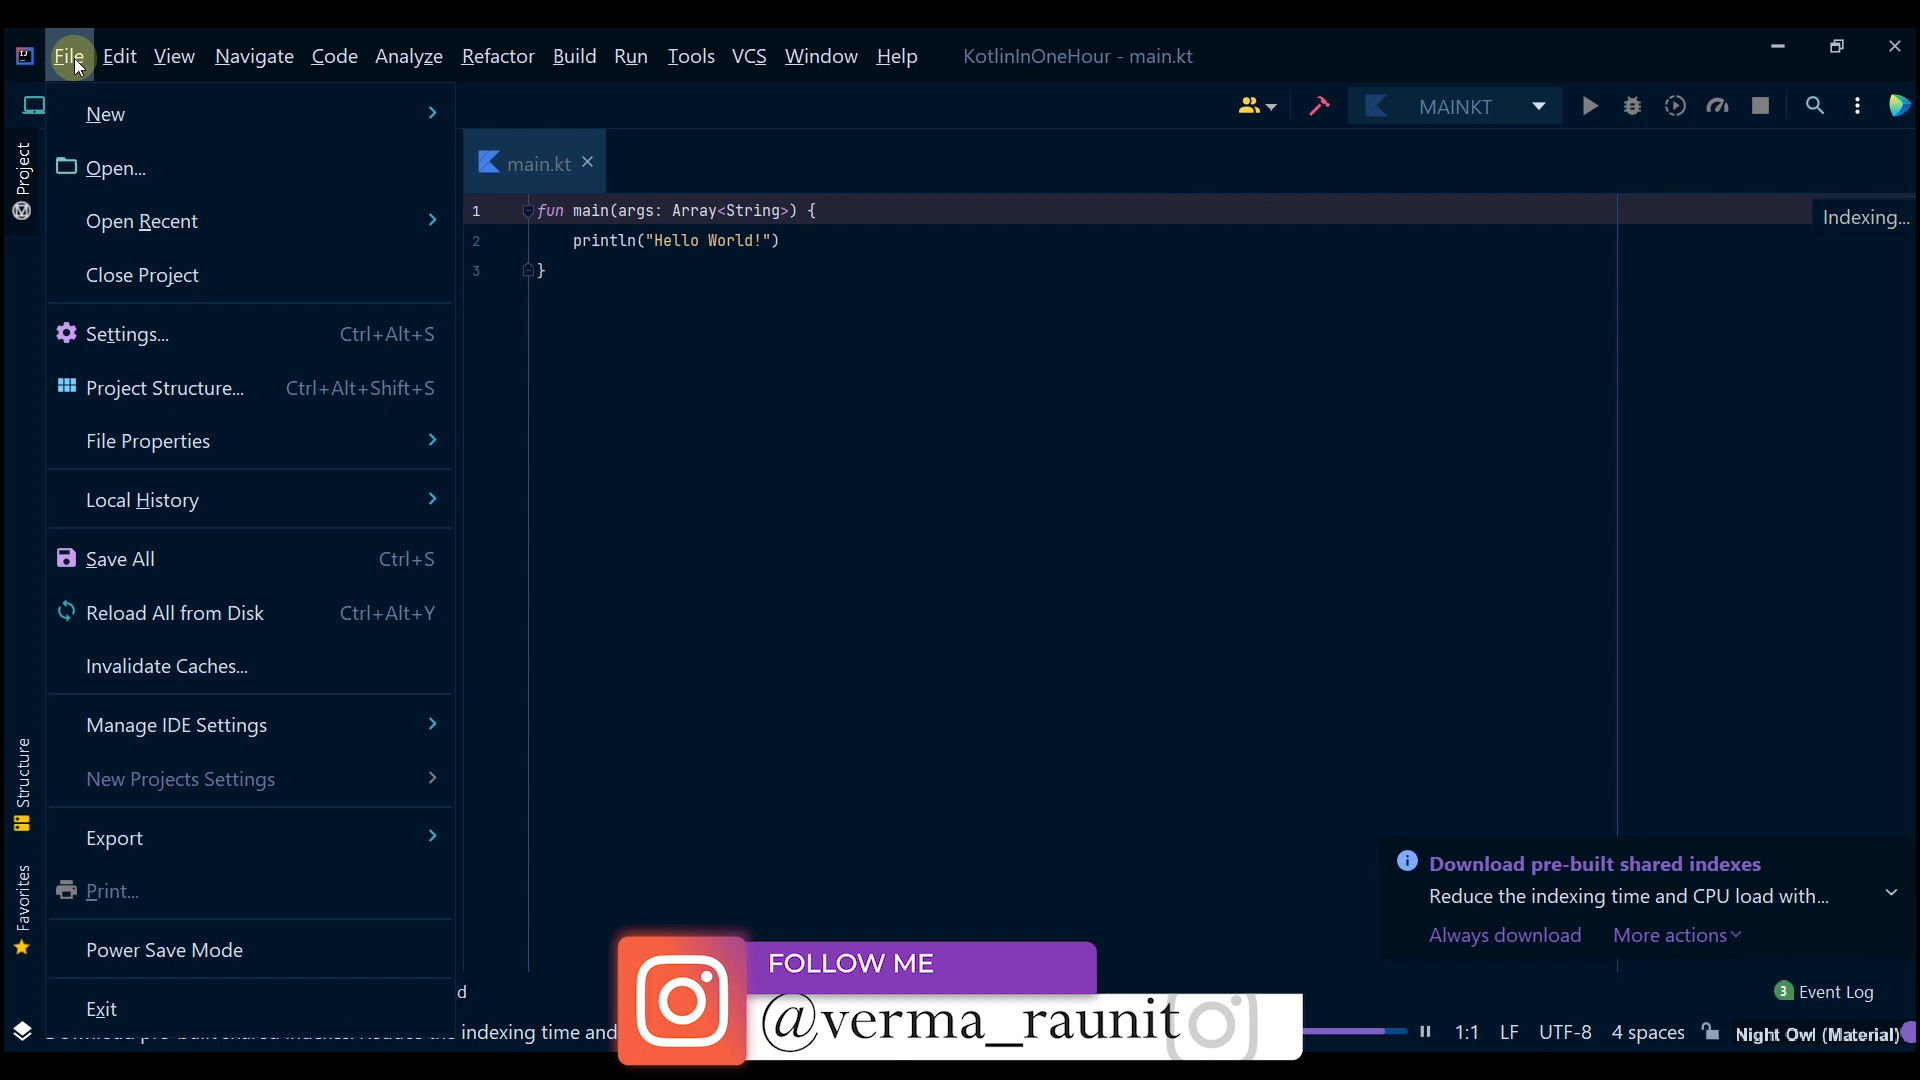 File Edit View Navigate Code Analyze Refactor Build Run Tools VCS Window Help KotlinInOneHour - main.kt
MAINKT
Project
New
Open...
Open Recent
Close Project
Settings... Ctrl+Alt+S
Project Structure... Ctrl+Alt+Shift+S
File Properties
Local History
Save All Ctrl+S
Reload All from Disk Ctrl+Alt+Y
Invalidate Caches...
Manage IDE Settings
New Projects Settings
Export
Print...
Power Save Mode
Exit
Structure
Favorites
main.kt
1 fun main(args: Array<String>) {
2 println("Hello World!")
3 }
Indexing...
Download pre-built shared indexes
Reduce the indexing time and CPU load with...
Always download More actions
FOLLOW ME
@verma_raunit
d
3 Event Log
indexing time and
1:1 LF UTF-8 4 spaces Night Owl (Material)